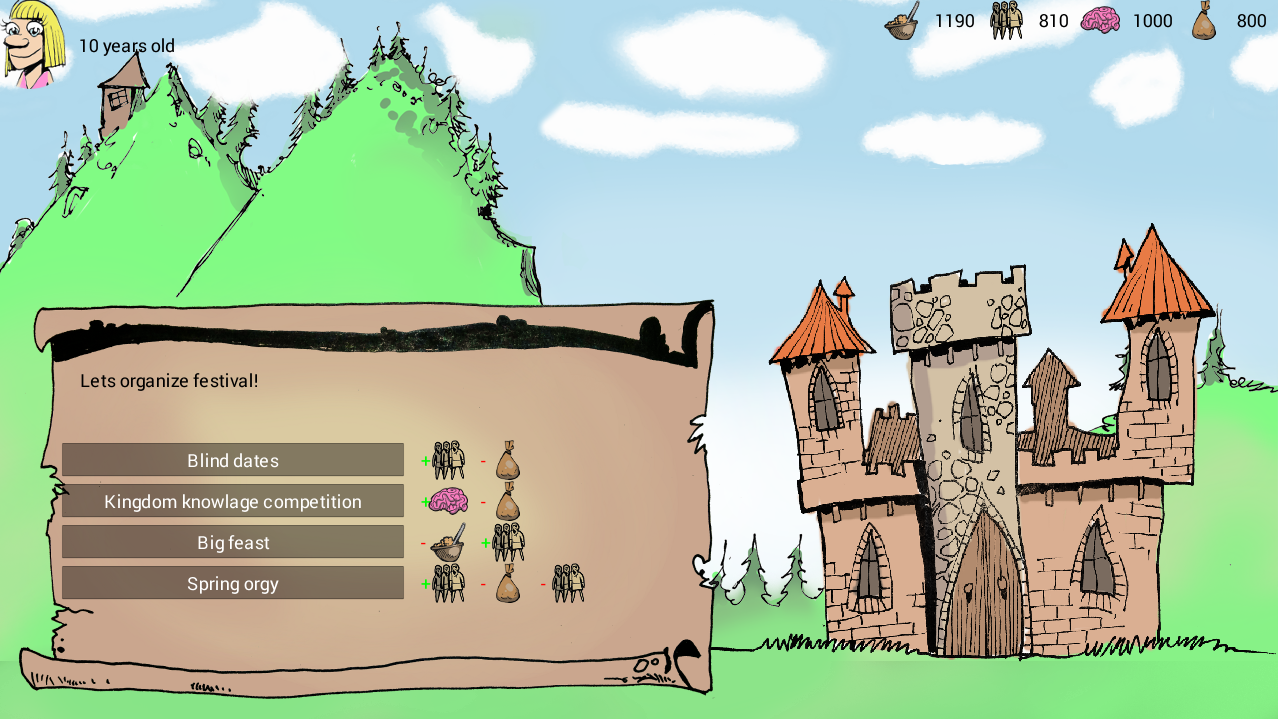 10 years old
1190 810 1000 800
Lets organize festival!
Blind dates
+ -
Kingdom knowlage competition
+ -
Big feast
- +
Spring orgy
+ - -